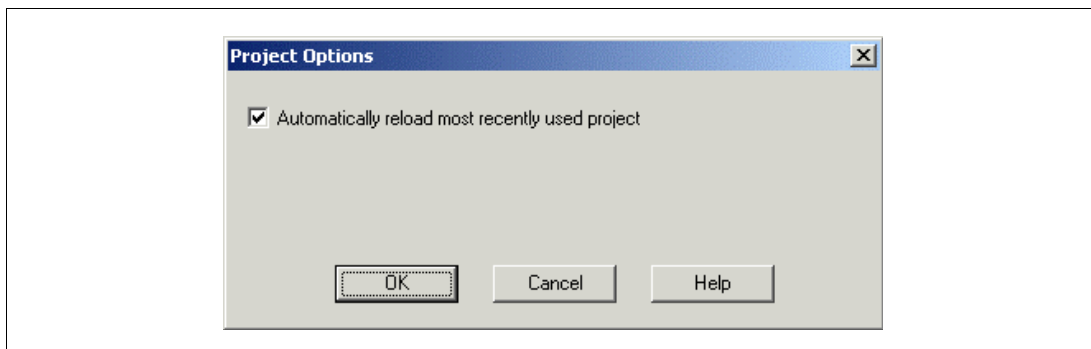 Project Options
Automatically reload most recently used project
OK Cancel Help